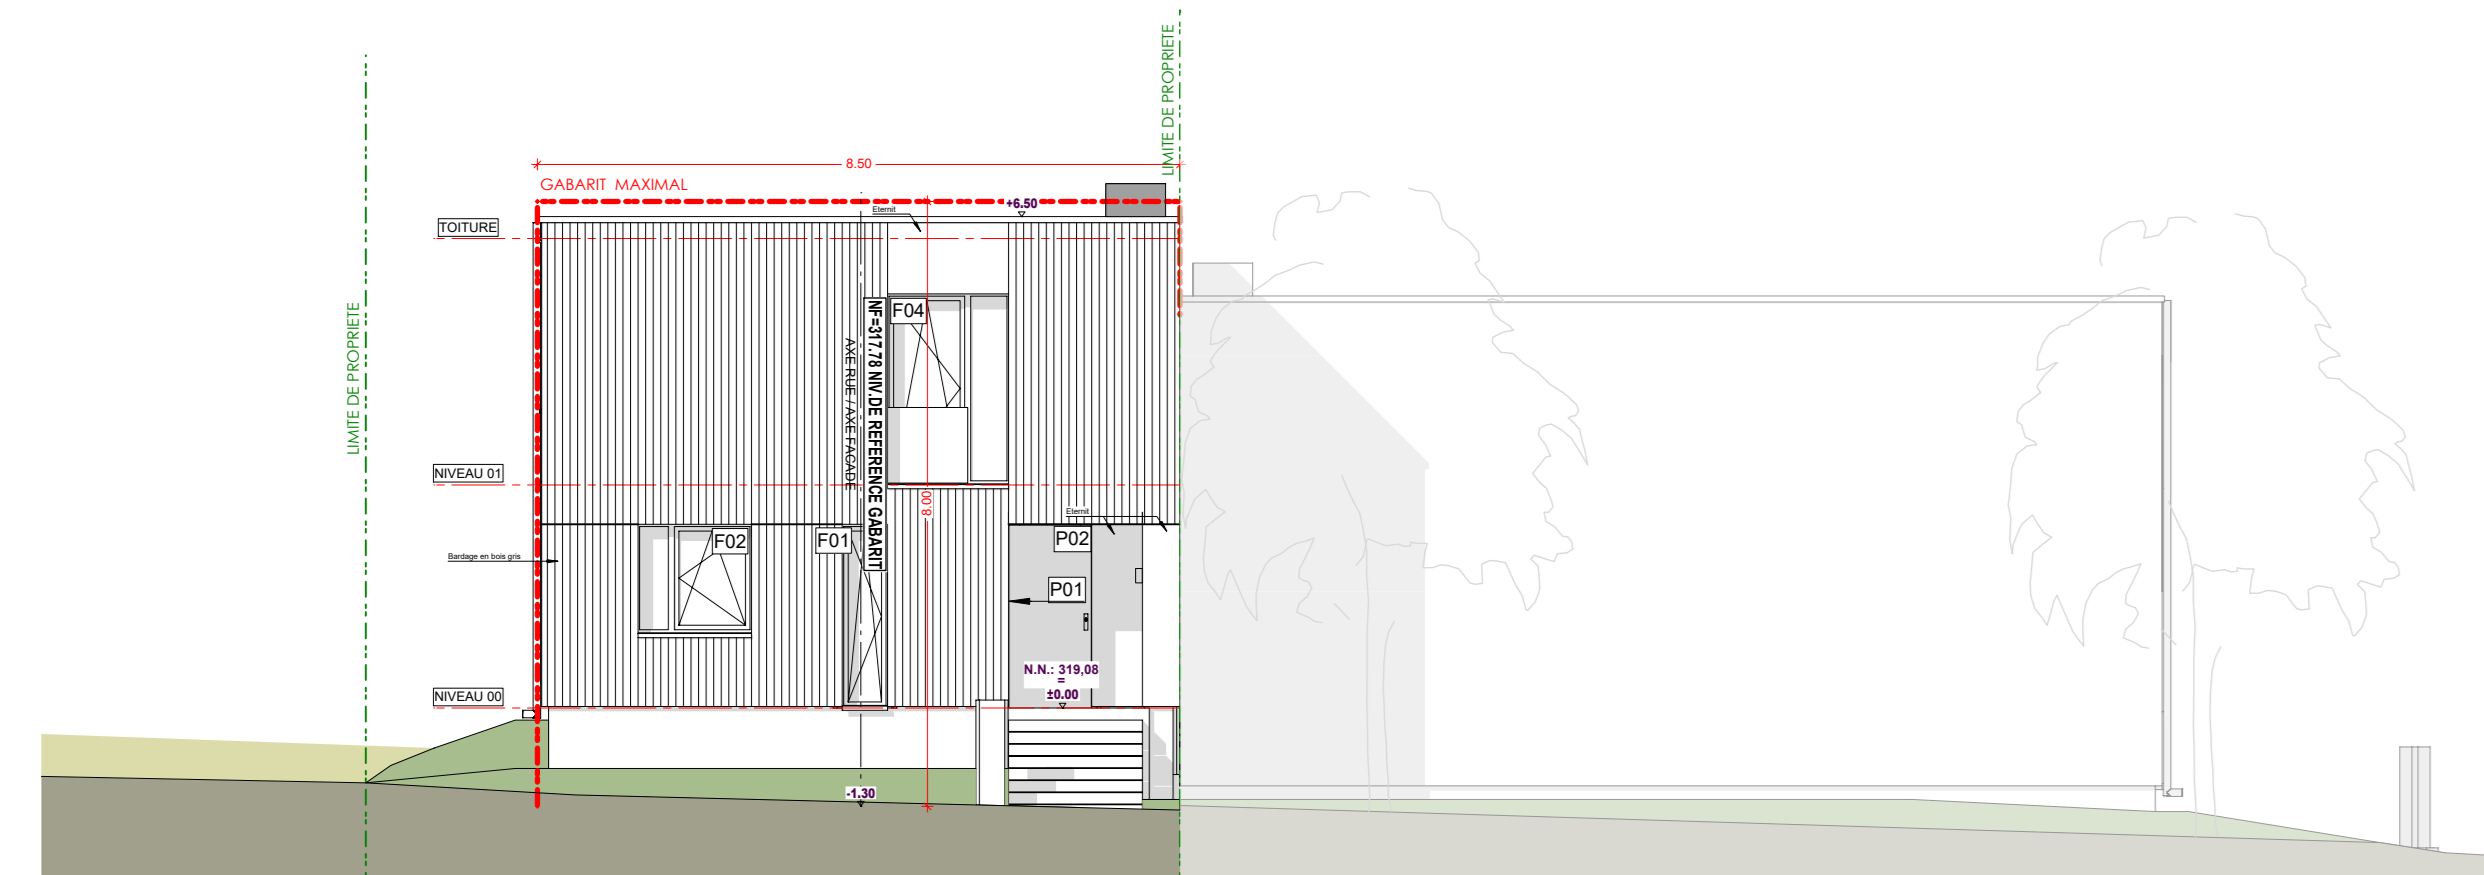 LIMITE DE PROPRIETE
8.50
GABARIT MAXIMAL
+6.50
Eternit
TOITURE
LIMITE DE PROPRIETE
F04
NF=317.78 NIV.DE REFERENCE GABARIT
AXE RUE / AXE FACADE
NIVEAU 01
8.00
Eternit
F02
F01
P02
Bardage en bois gris
P01
N.N.: 319,08
=
±0.00
NIVEAU 00
-1.30